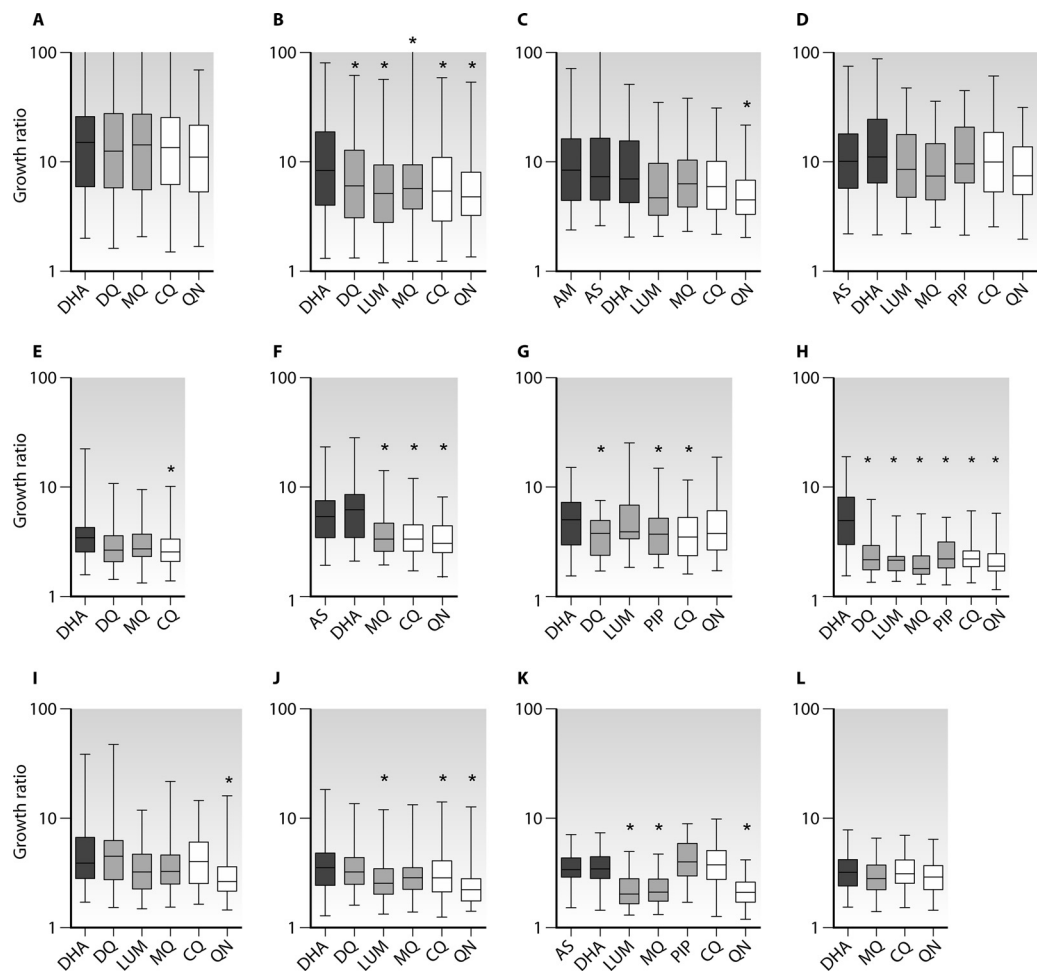 A B C D
100 100 100 100
* * * * * *
Growth ratio
10 10 10 10
1 1 1 1
DHA DQ MQ CQ QN DHA DQ LUM MQ CQ QN AM AS DHA LUM MQ CQ QN AS DHA LUM MQ PIP CQ QN
E F G H
100 100 100 100
* * * * * * * * * * * * *
Growth ratio
10 10 10 10
1 1 1 1
DHA DQ MQ CQ AS DHA MQ CQ QN DHA DQ LUM PIP CQ QN DHA DQ LUM MQ PIP CQ QN
I J K L
100 100 100 100
* * * * * * *
Growth ratio
10 10 10 10
1 1 1 1
DHA DQ LUM MQ CQ QN DHA DQ LUM MQ CQ QN AS DHA LUM MQ PIP CQ QN DHA MQ CQ QN